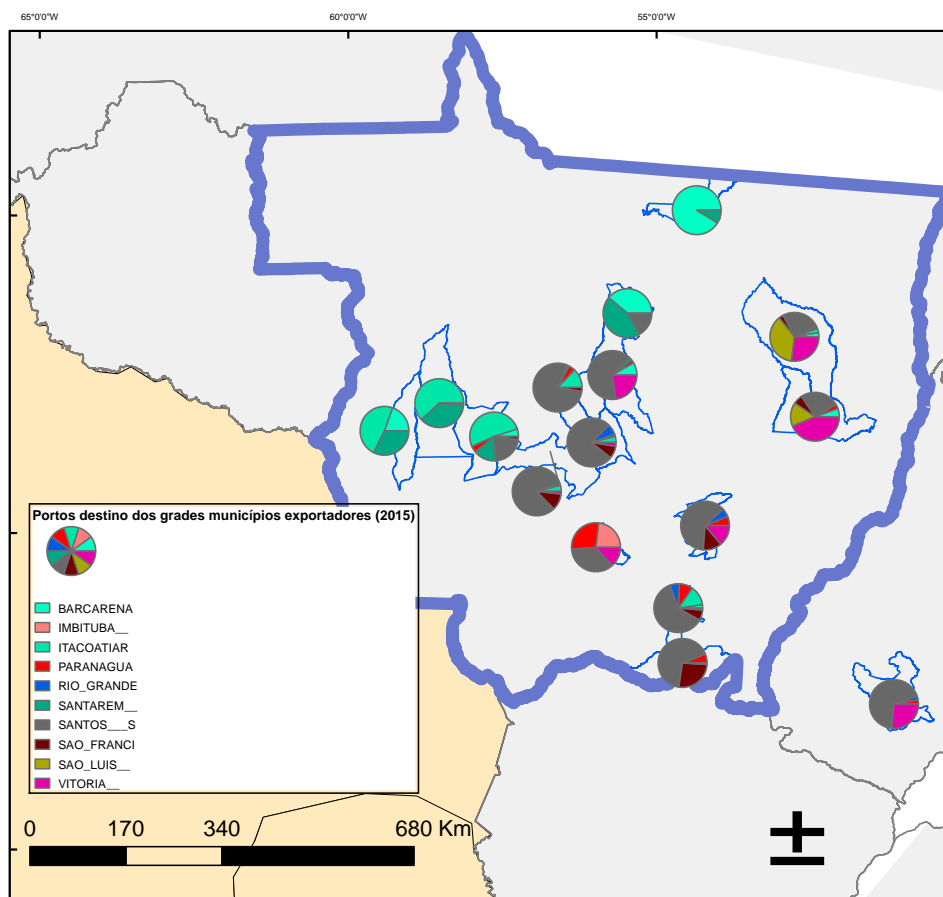 65°0'0"W
60°0'0"W
55°0'0"W
Portos destino dos grades municípios exportadores (2015)
BARCARENA
IMBITUBA__
ITACOATIAR
PARANAGUA
RIO_GRANDE
SANTAREM__
SANTOS___S
SAO_FRANCI
SAO_LUIS__
VITORIA__
0 170 340 680 Km